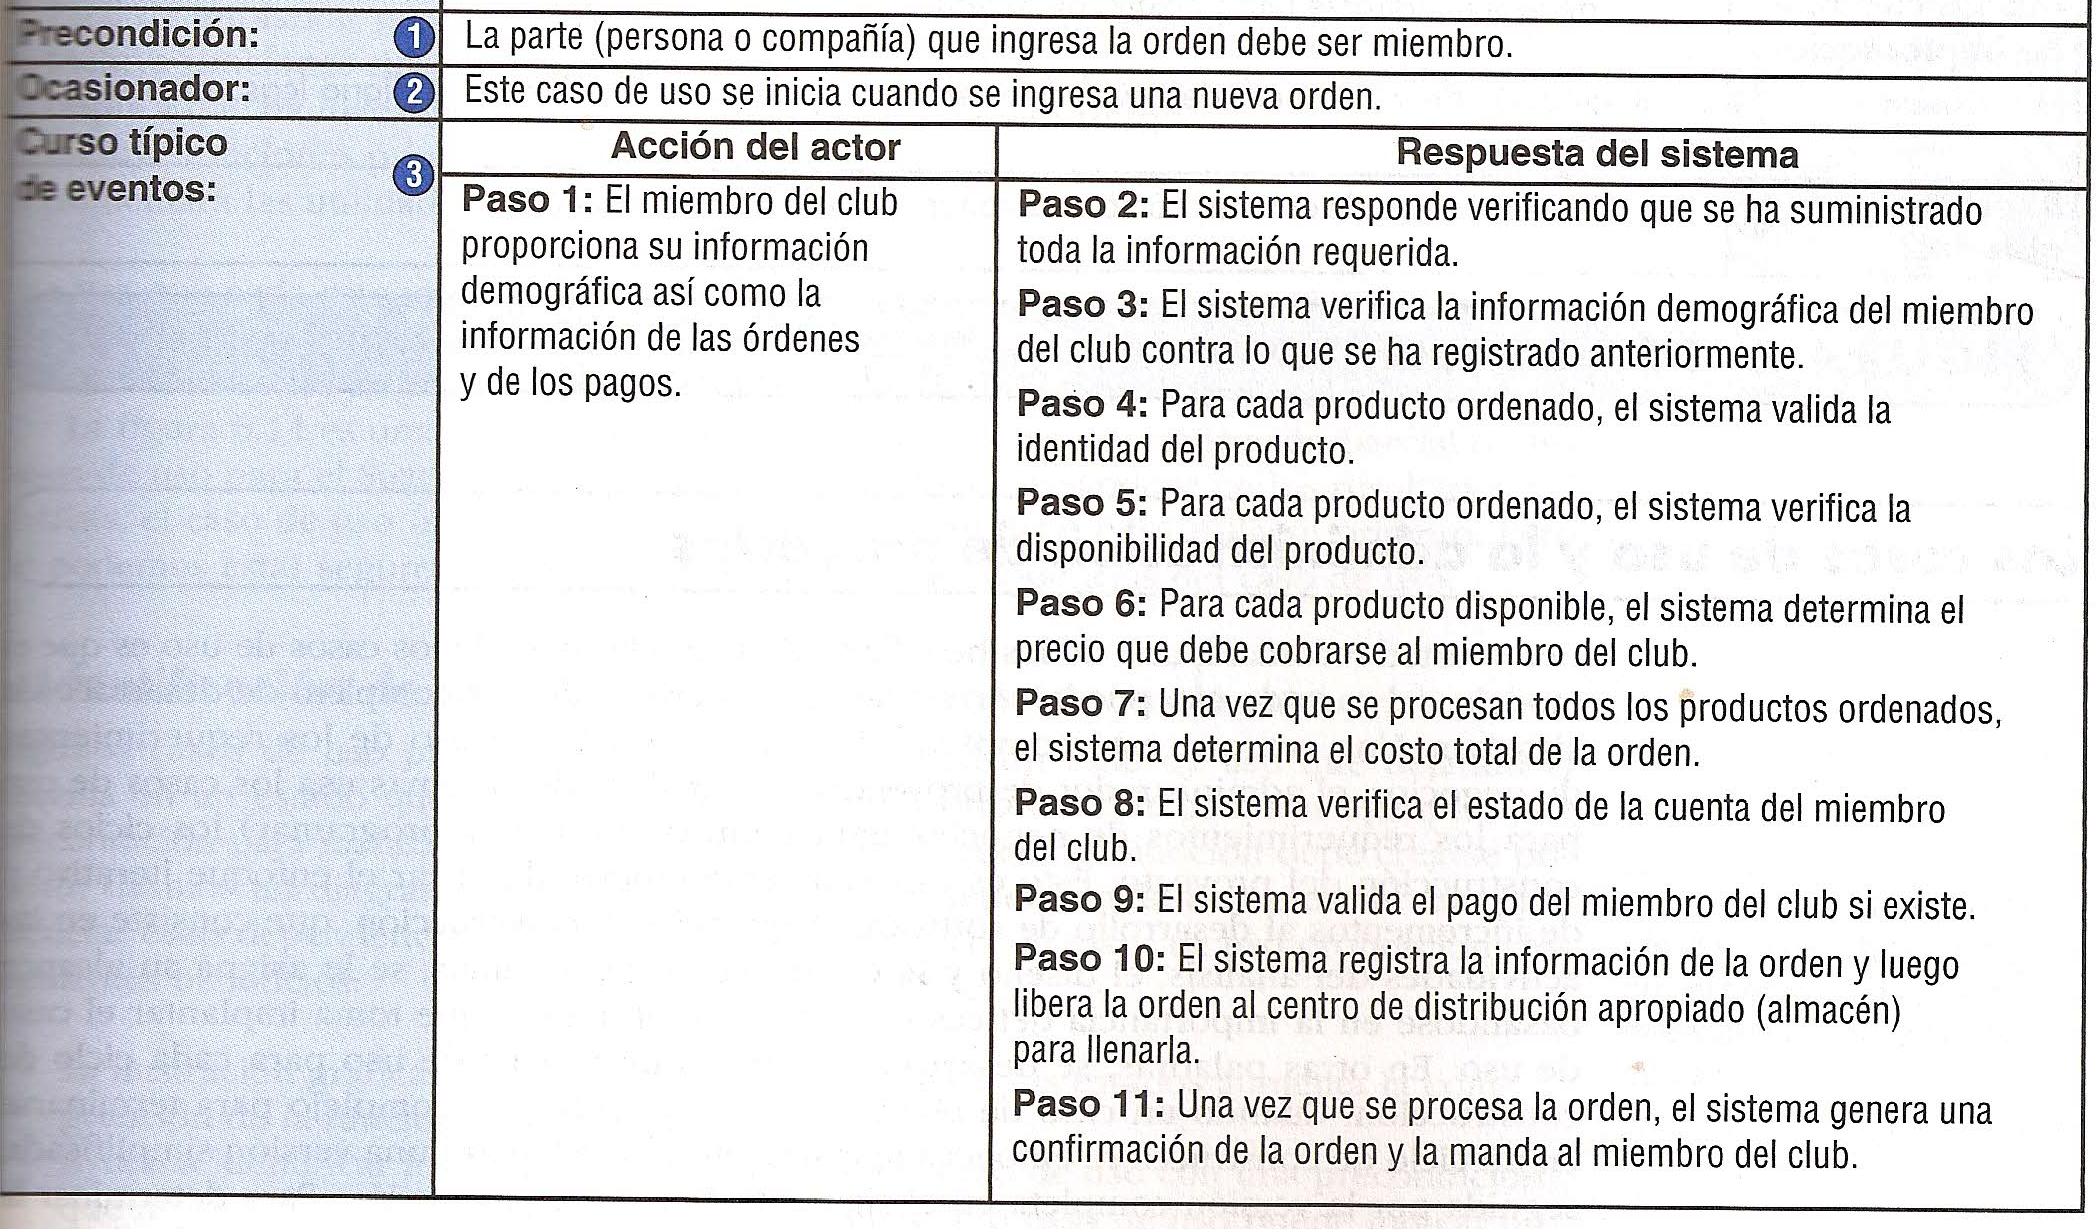 Precondición: 1 La parte (persona o compañía) que ingresa la orden debe ser miembro.
Ocasionador: 2 Este caso de uso se inicia cuando se ingresa una nueva orden.
Curso típico
de eventos: 3
Acción del actor
Paso 1: El miembro del club
proporciona su información
demográfica así como la
información de las órdenes
y de los pagos.
Respuesta del sistema
Paso 2: El sistema responde verificando que se ha suministrado
toda la información requerida.
Paso 3: El sistema verifica la información demográfica del miembro
del club contra lo que se ha registrado anteriormente.
Paso 4: Para cada producto ordenado, el sistema valida la
identidad del producto.
Paso 5: Para cada producto ordenado, el sistema verifica la
disponibilidad del producto.
Paso 6: Para cada producto disponible, el sistema determina el
precio que debe cobrarse al miembro del club.
Paso 7: Una vez que se procesan todos los productos ordenados,
el sistema determina el costo total de la orden.
Paso 8: El sistema verifica el estado de la cuenta del miembro
del club.
Paso 9: El sistema valida el pago del miembro del club si existe.
Paso 10: El sistema registra la información de la orden y luego
libera la orden al centro de distribución apropiado (almacén)
para llenarla.
Paso 11: Una vez que se procesa la orden, el sistema genera una
confirmación de la orden y la manda al miembro del club.